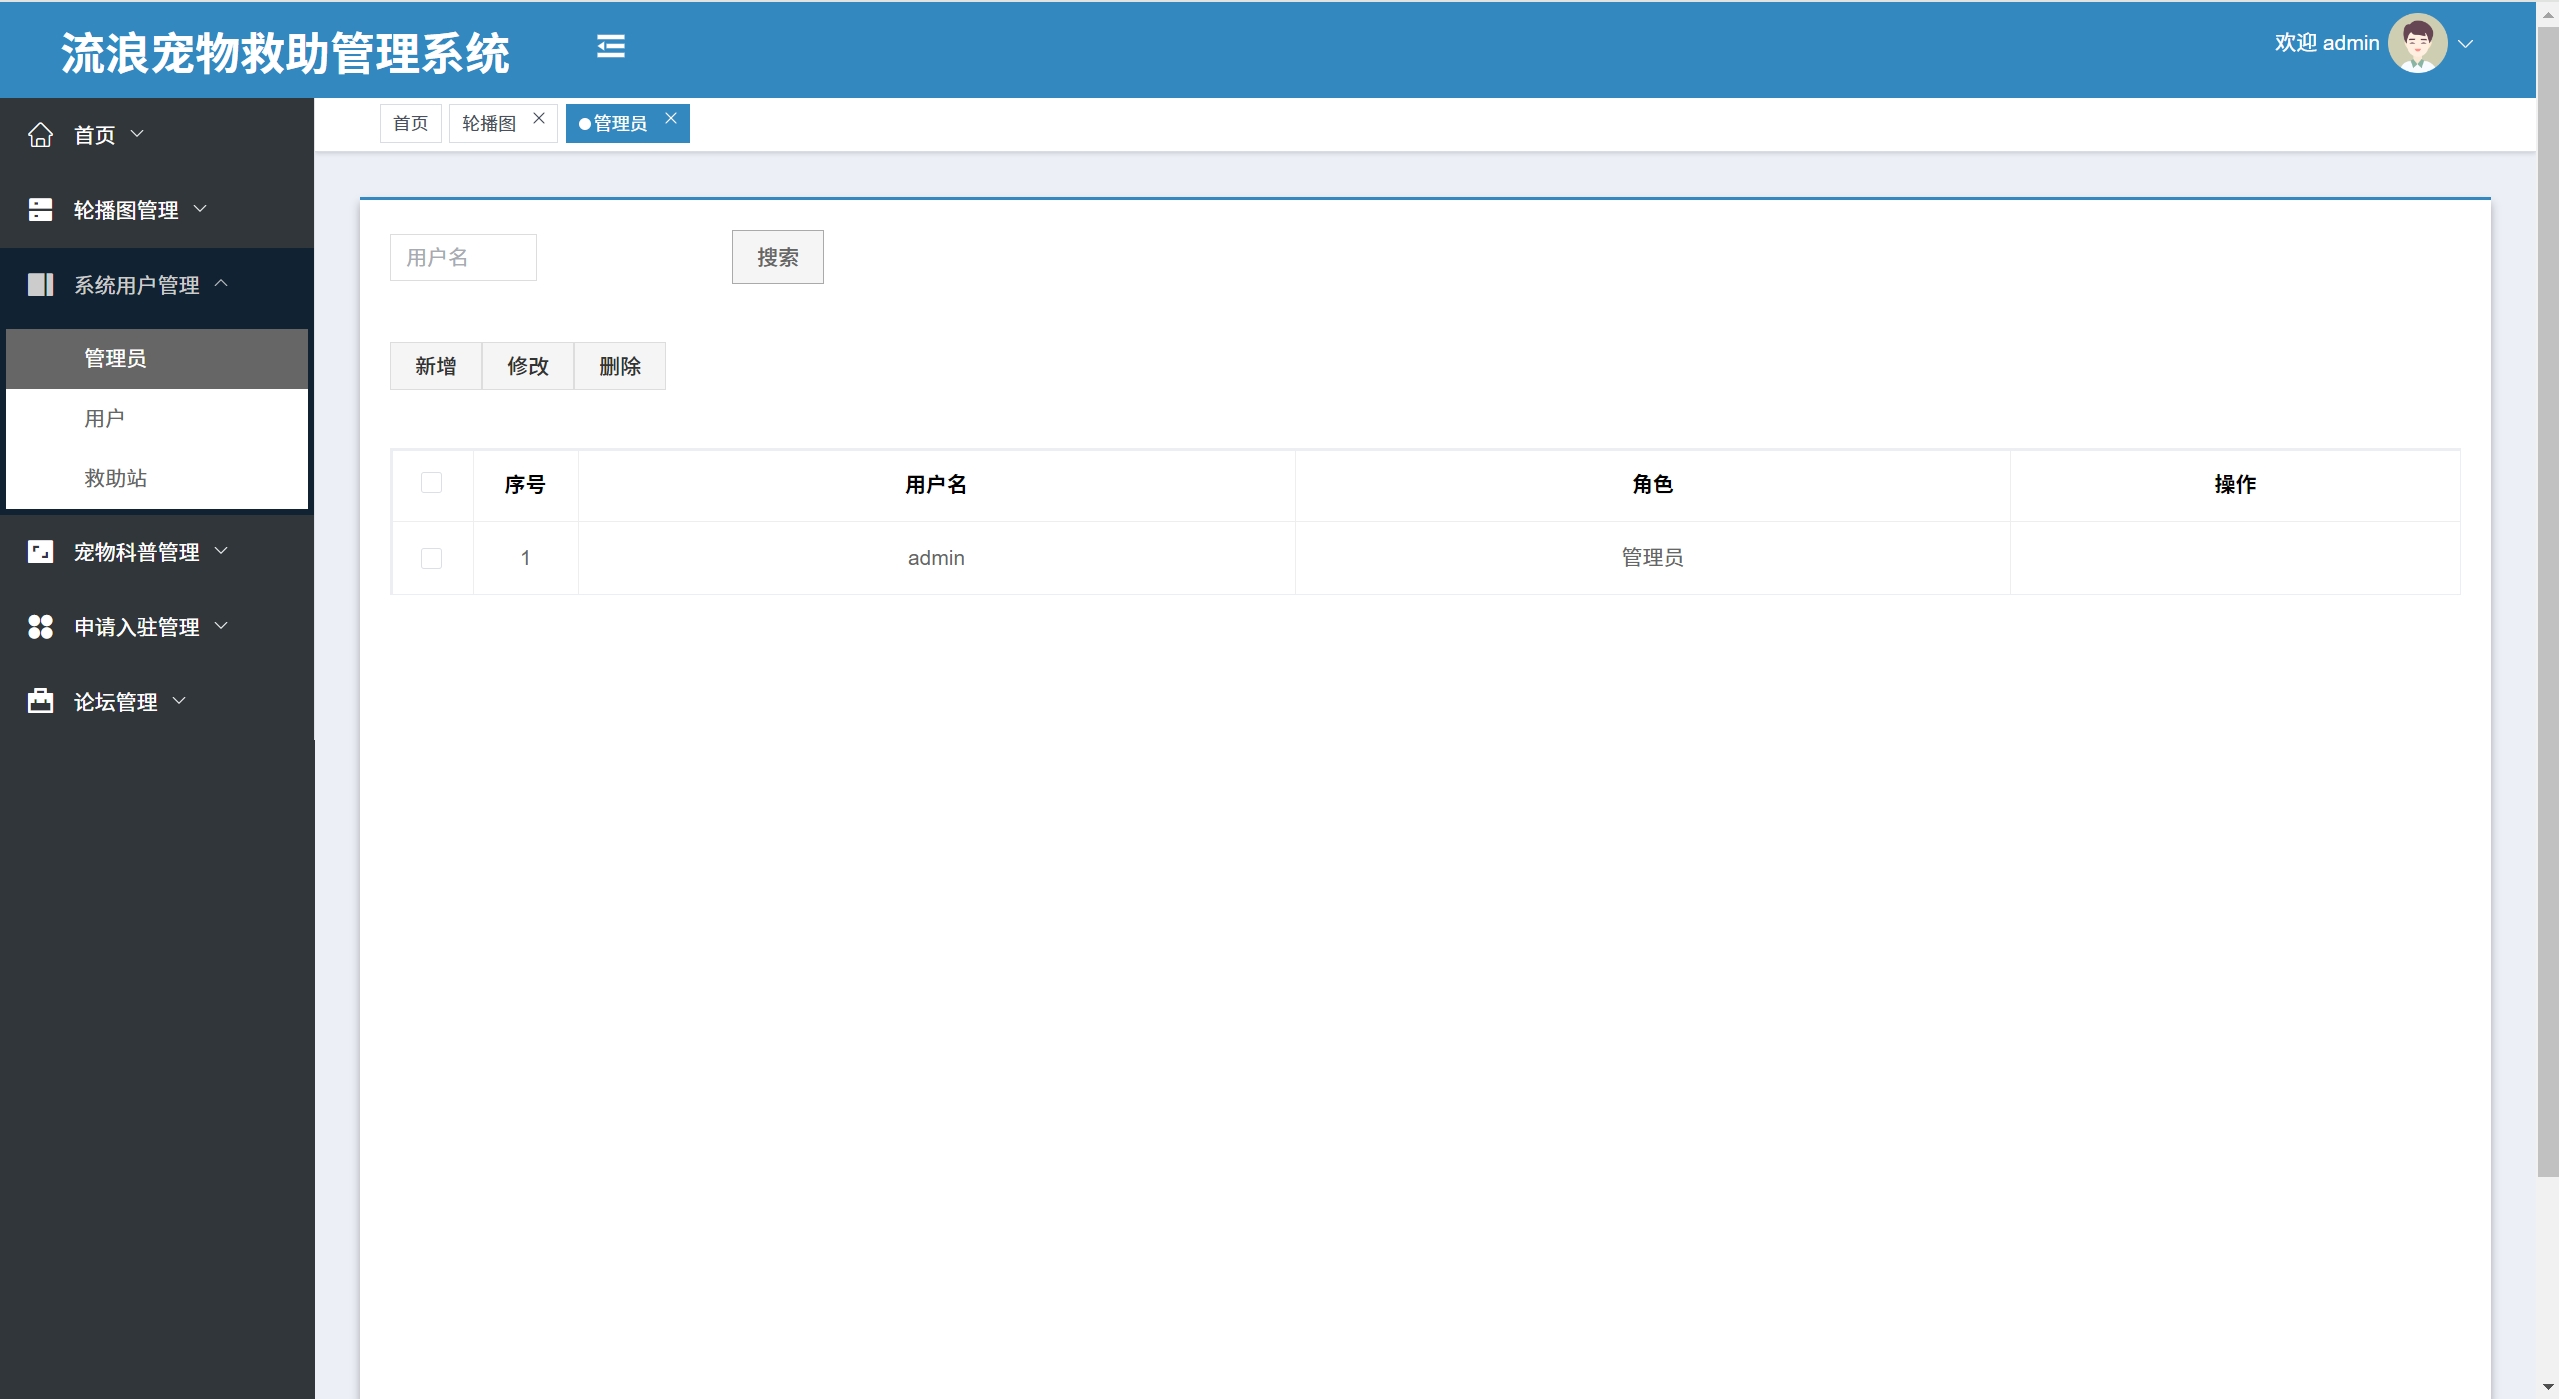 流浪宠物救助管理系统
欢迎 admin
首页
轮播图管理
系统用户管理
管理员
用户
救助站
宠物科普管理
申请入驻管理
论坛管理
首页 轮播图 管理员
用户名 搜索
新增 修改 删除
序号 用户名 角色 操作
1 admin 管理员